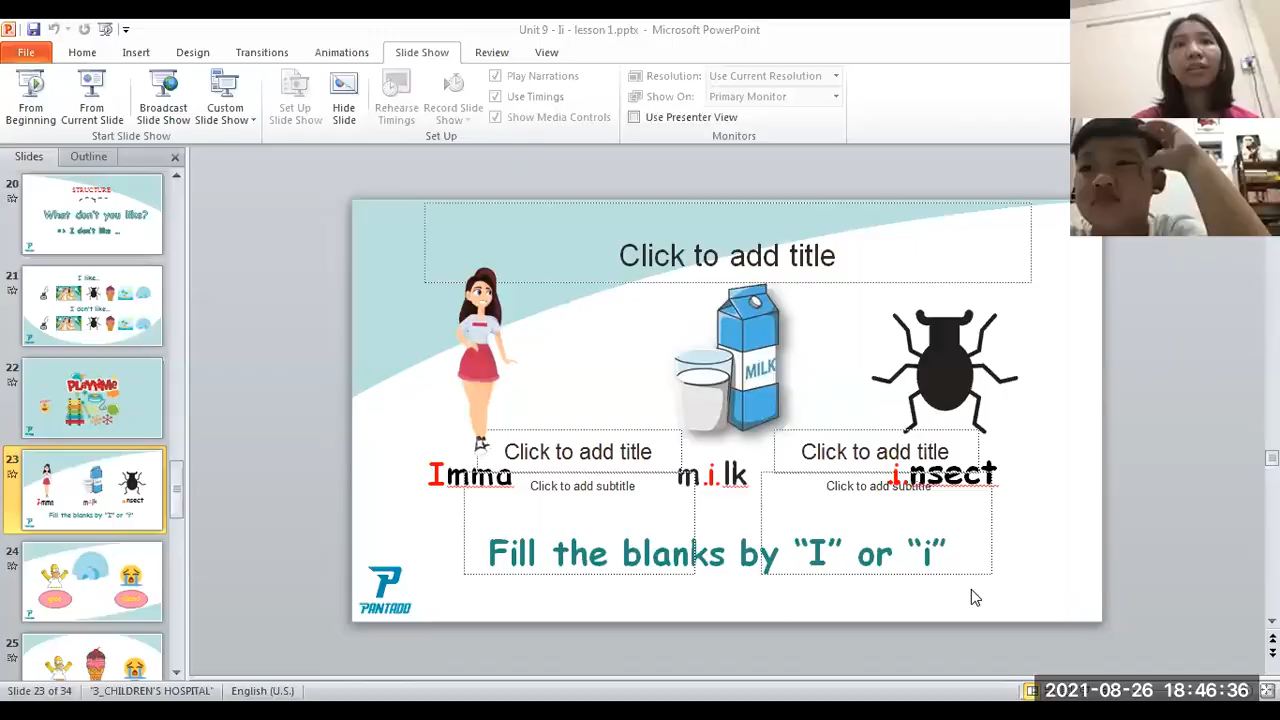 Unit 9 - Ii - lesson 1.pptx - Microsoft PowerPoint
File Home Insert Design Transitions Animations Slide Show Review View
From Beginning
From Current Slide
Broadcast Slide Show
Custom Slide Show
Set Up Slide Show
Hide Slide
Rehearse Timings
Record Slide Show
Play Narrations
Use Timings
Show Media Controls
Resolution: Use Current Resolution
Show On: Primary Monitor
Use Presenter View
Start Slide Show
Set Up
Monitors
Slides Outline
20
STRUCTURE
What don't you like?
=> I don't like ...
21
I like...
I don't like...
22
PLAYTIME
23
Imma milk .insect
Fill the blanks by "I" or "i"
24
25
Click to add title
MILK
Click to add title
Click to add title
Imma m.i.lk .i.nsect
Click to add subtitle
Click to add subtitle
Fill the blanks by “I” or “i”
PANTADO
Slide 23 of 34 "3_CHILDREN'S HOSPITAL" English (U.S.)
2021-08-26 18:46:36